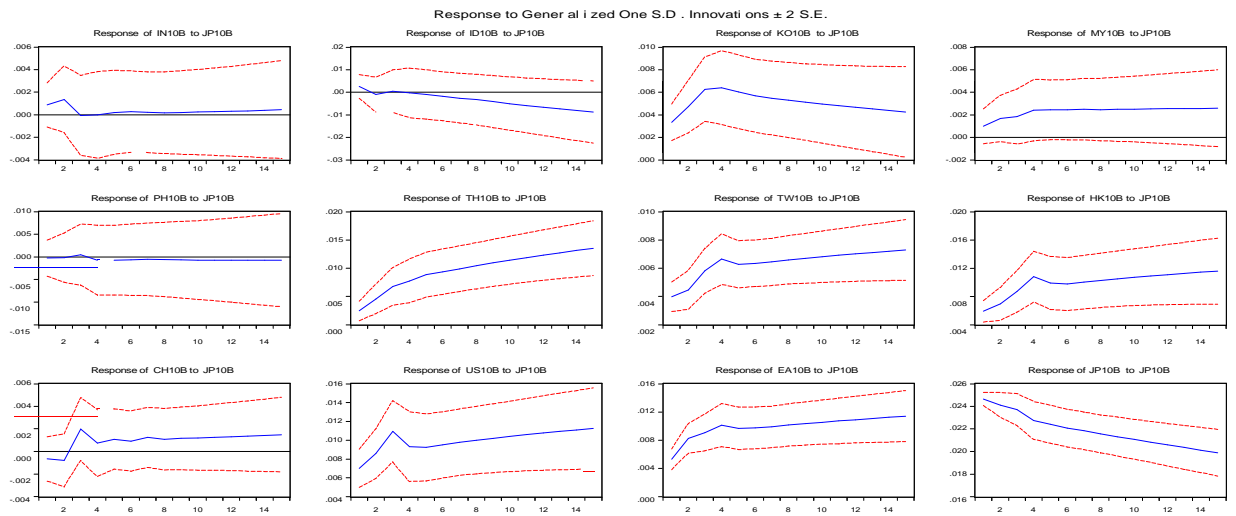 Response to Gener al i zed One S.D . Innovati ons ± 2 S.E.
Response of IN10B to JP10B
Response of ID10B to JP10B
Response of KO10B to JP10B
Response of MY10B to JP10B
.006
.004
.002
.000
-.002
-.004
2 4 6 8 10 12 14
.02
.01
.00
-.01
-.02
-.03
2 4 6 8 10 12 14
.010
.008
.006
.004
.002
.000
2 4 6 8 10 12 14
.008
.006
.004
.002
.000
-.002
2 4 6 8 10 12 14
Response of PH10B to JP10B
Response of TH10B to JP10B
Response of TW10B to JP10B
Response of HK10B to JP10B
.010
.005
.000
-.005
-.010
-.015
2 4 6 8 10 12 14
.020
.015
.010
.005
.000
2 4 6 8 10 12 14
.010
.008
.006
.004
.002
2 4 6 8 10 12 14
.020
.016
.012
.008
.004
2 4 6 8 10 12 14
Response of CH10B to JP10B
Response of US10B to JP10B
Response of EA10B to JP10B
Response of JP10B to JP10B
.006
.004
.002
.000
-.002
-.004
2 4 6 8 10 12 14
.016
.014
.012
.010
.008
.006
.004
2 4 6 8 10 12 14
.016
.012
.008
.004
.000
2 4 6 8 10 12 14
.026
.024
.022
.020
.018
.016
2 4 6 8 10 12 14